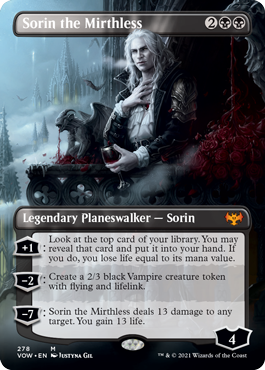 Sorin the Mirthless 2
Legendary Planeswalker — Sorin
+1 Look at the top card of your library. You may
reveal that card and put it into your hand. If
you do, you lose life equal to its mana value.
-2 Create a 2/3 black Vampire creature token
with flying and lifelink.
-7 Sorin the Mirthless deals 13 damage to any
target. You gain 13 life.
4
278 M
VOW • EN Justyna Gil
™ & © 2021 Wizards of the Coast